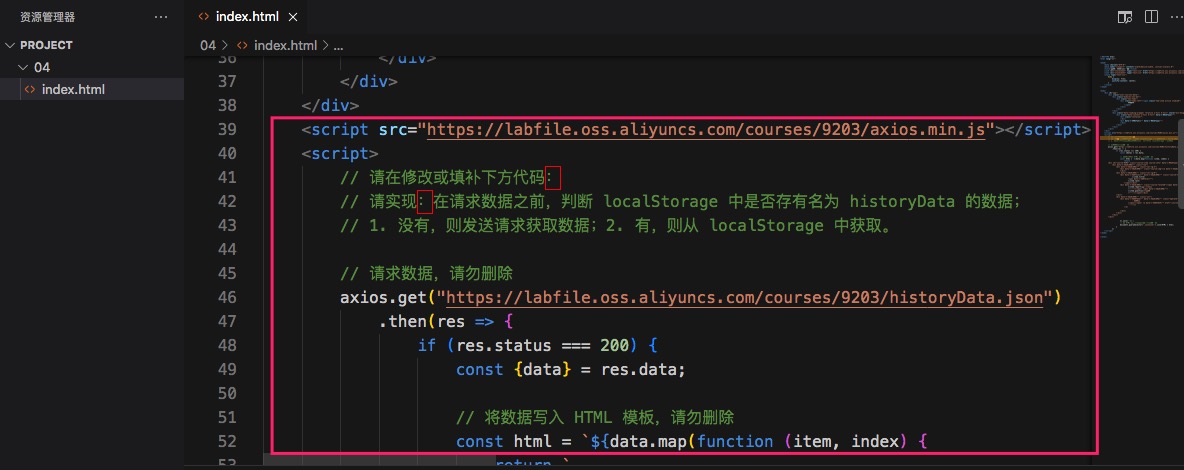 资源管理器 ···
index.html ×
PROJECT
04
index.html
04 > index.html > ...
36 </div>
37 </div>
38 </div>
39 <script src="https://labfile.oss.aliyuncs.com/courses/9203/axios.min.js"></script>
40 <script>
41 // 请在修改或填补下方代码：
42 // 请实现：在请求数据之前，判断 localStorage 中是否存有名为 historyData 的数据；
43 // 1. 没有，则发送请求获取数据；2. 有，则从 localStorage 中获取。
44
45 // 请求数据，请勿删除
46 axios.get("https://labfile.oss.aliyuncs.com/courses/9203/historyData.json")
47 .then(res => {
48 if (res.status === 200) {
49 const {data} = res.data;
50
51 // 将数据写入 HTML 模板，请勿删除
52 const html = `${data.map(function (item, index) {
53 return `